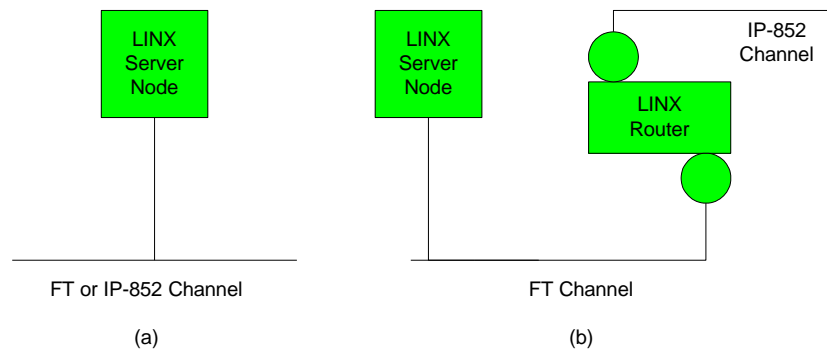 LINX
Server
Node
FT or IP-852 Channel
(a)
LINX
Server
Node
LINX
Router
IP-852
Channel
FT Channel
(b)